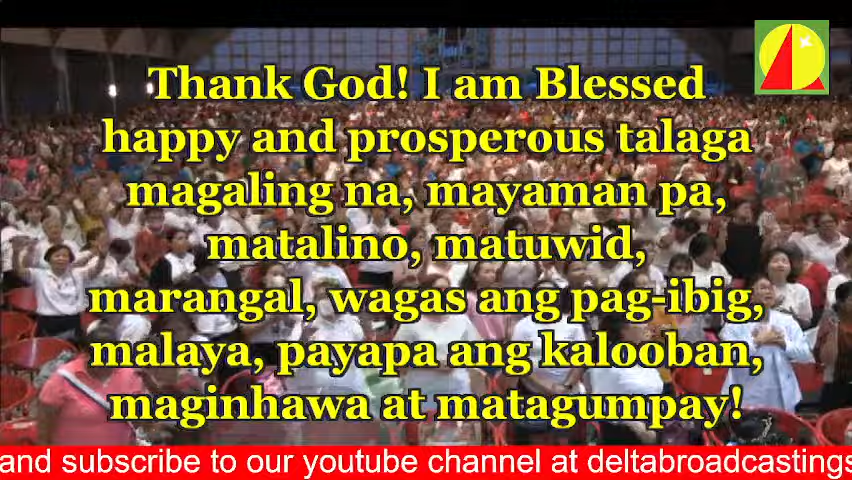 Thank God! I am Blessed
happy and prosperous talaga
magaling na, mayaman pa,
matalino, matuwid,
marangal, wagas ang pag-ibig,
malaya, payapa ang kalooban,
maginhawa at matagumpay!
and subscribe to our youtube channel at deltabroadcastings